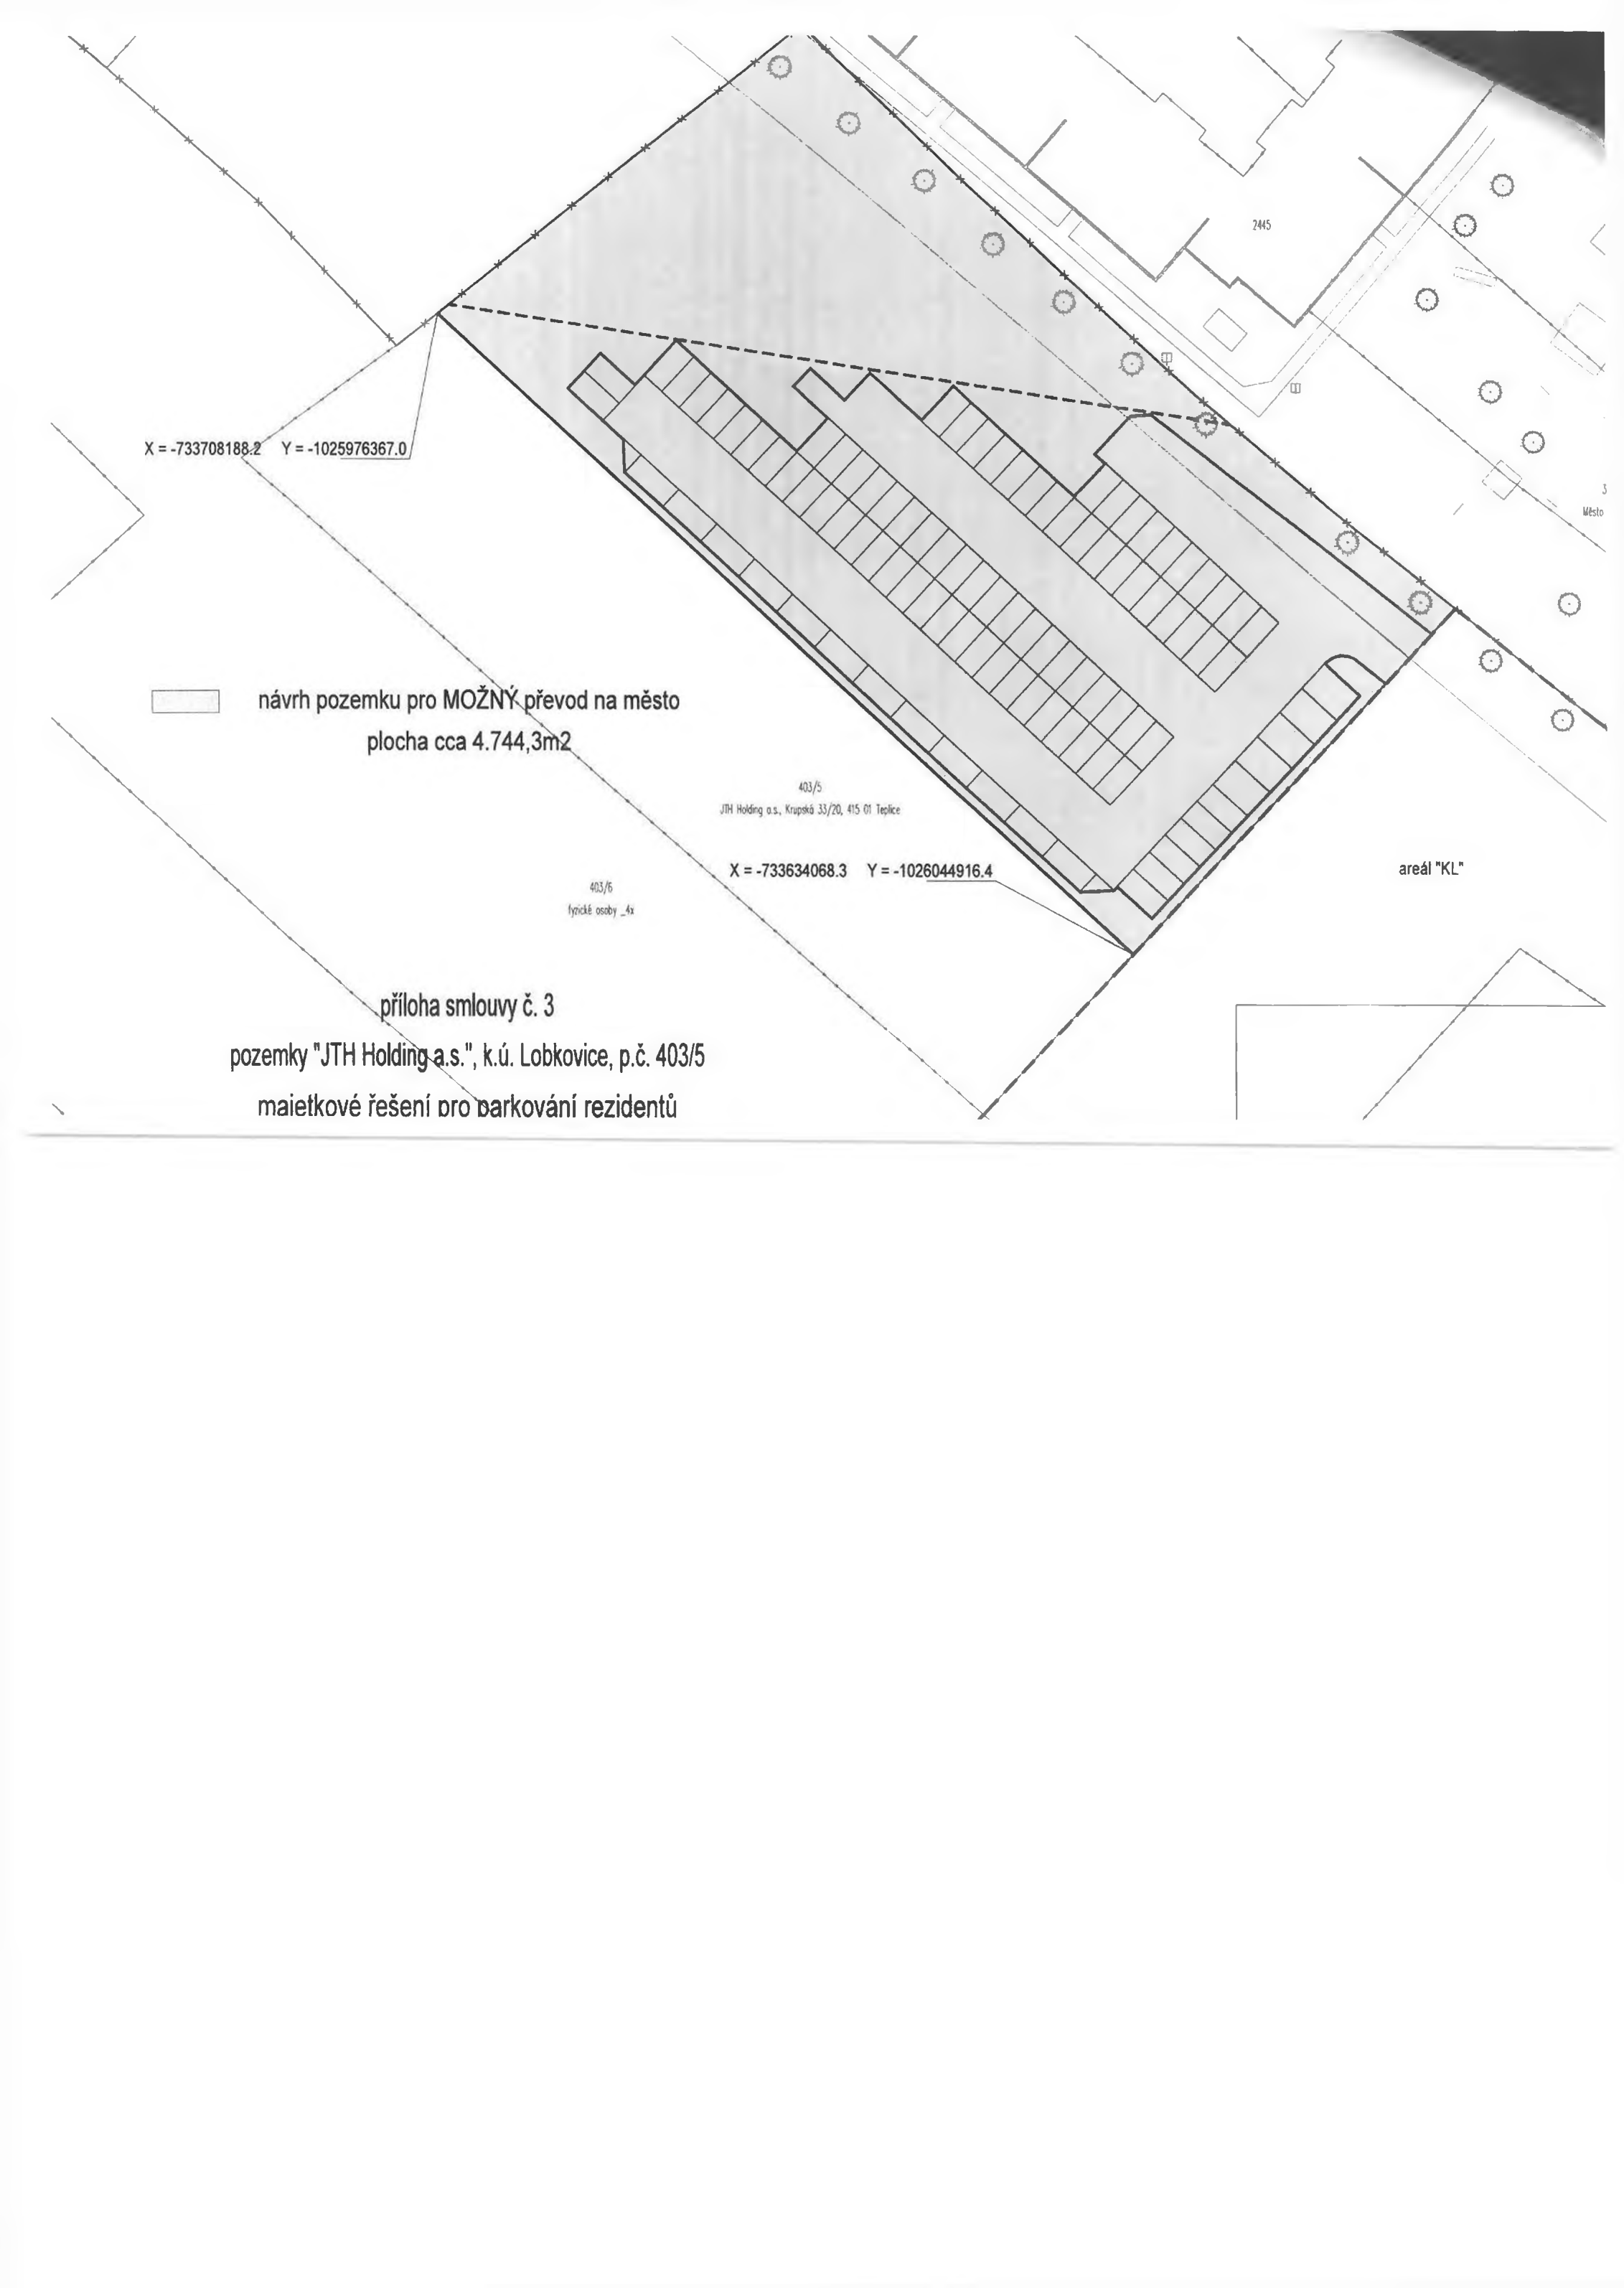 2445
X = -733708188.2 Y = -1025976367.0
Město
návrh pozemku pro MOŽNÝ převod na město
plocha cca 4.744,3m2
403/5
JTH Holding a.s., Krupská 33/20, 415 01 Teplice
X = -733634068.3 Y = -1026044916.4
areál "KL"
403/6
fyzické osoby _4x
příloha smlouvy č. 3
pozemky "JTH Holding a.s.", k.ú. Lobkovice, p.č. 403/5
majetkové řešení pro parkování rezidentů